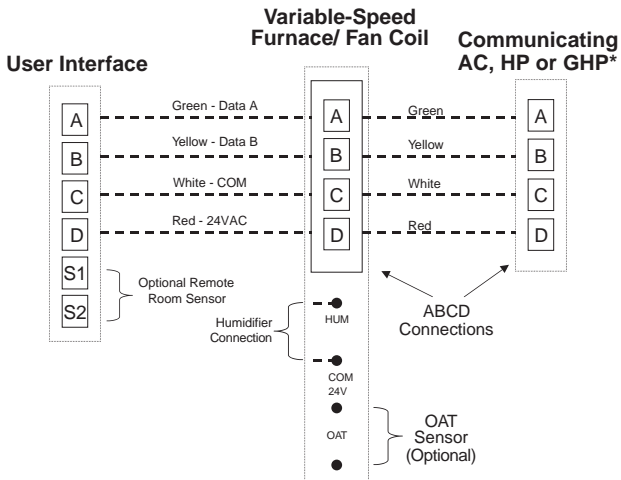 Variable-Speed
Furnace/ Fan Coil
Communicating
AC, HP or GHP*
User Interface
A
Green - Data A
A
Green
A
B
Yellow - Data B
B
Yellow
B
C
White - COM
C
White
C
D
Red - 24VAC
D
Red
D
S1
S2
Optional Remote
Room Sensor
Humidifier
Connection
HUM
COM
24V
ABCD
Connections
OAT
OAT
Sensor
(Optional)